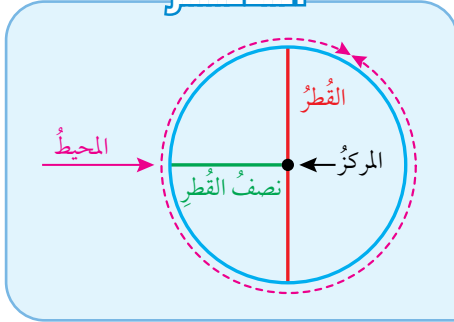 القُطرُ
المركزُ
المحيطُ
نصفُ القُطرِ